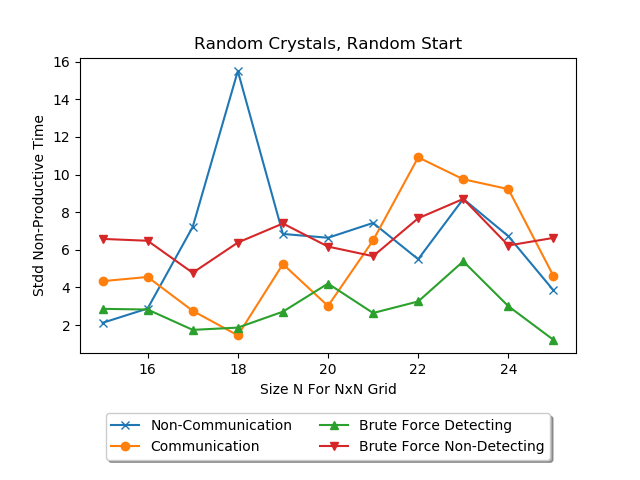 Random Crystals, Random Start
Stdd Non-Productive Time
16
14
12
10
8
6
4
2
16 18 20 22 24
Size N For NxN Grid
Non-Communication
Communication
Brute Force Detecting
Brute Force Non-Detecting